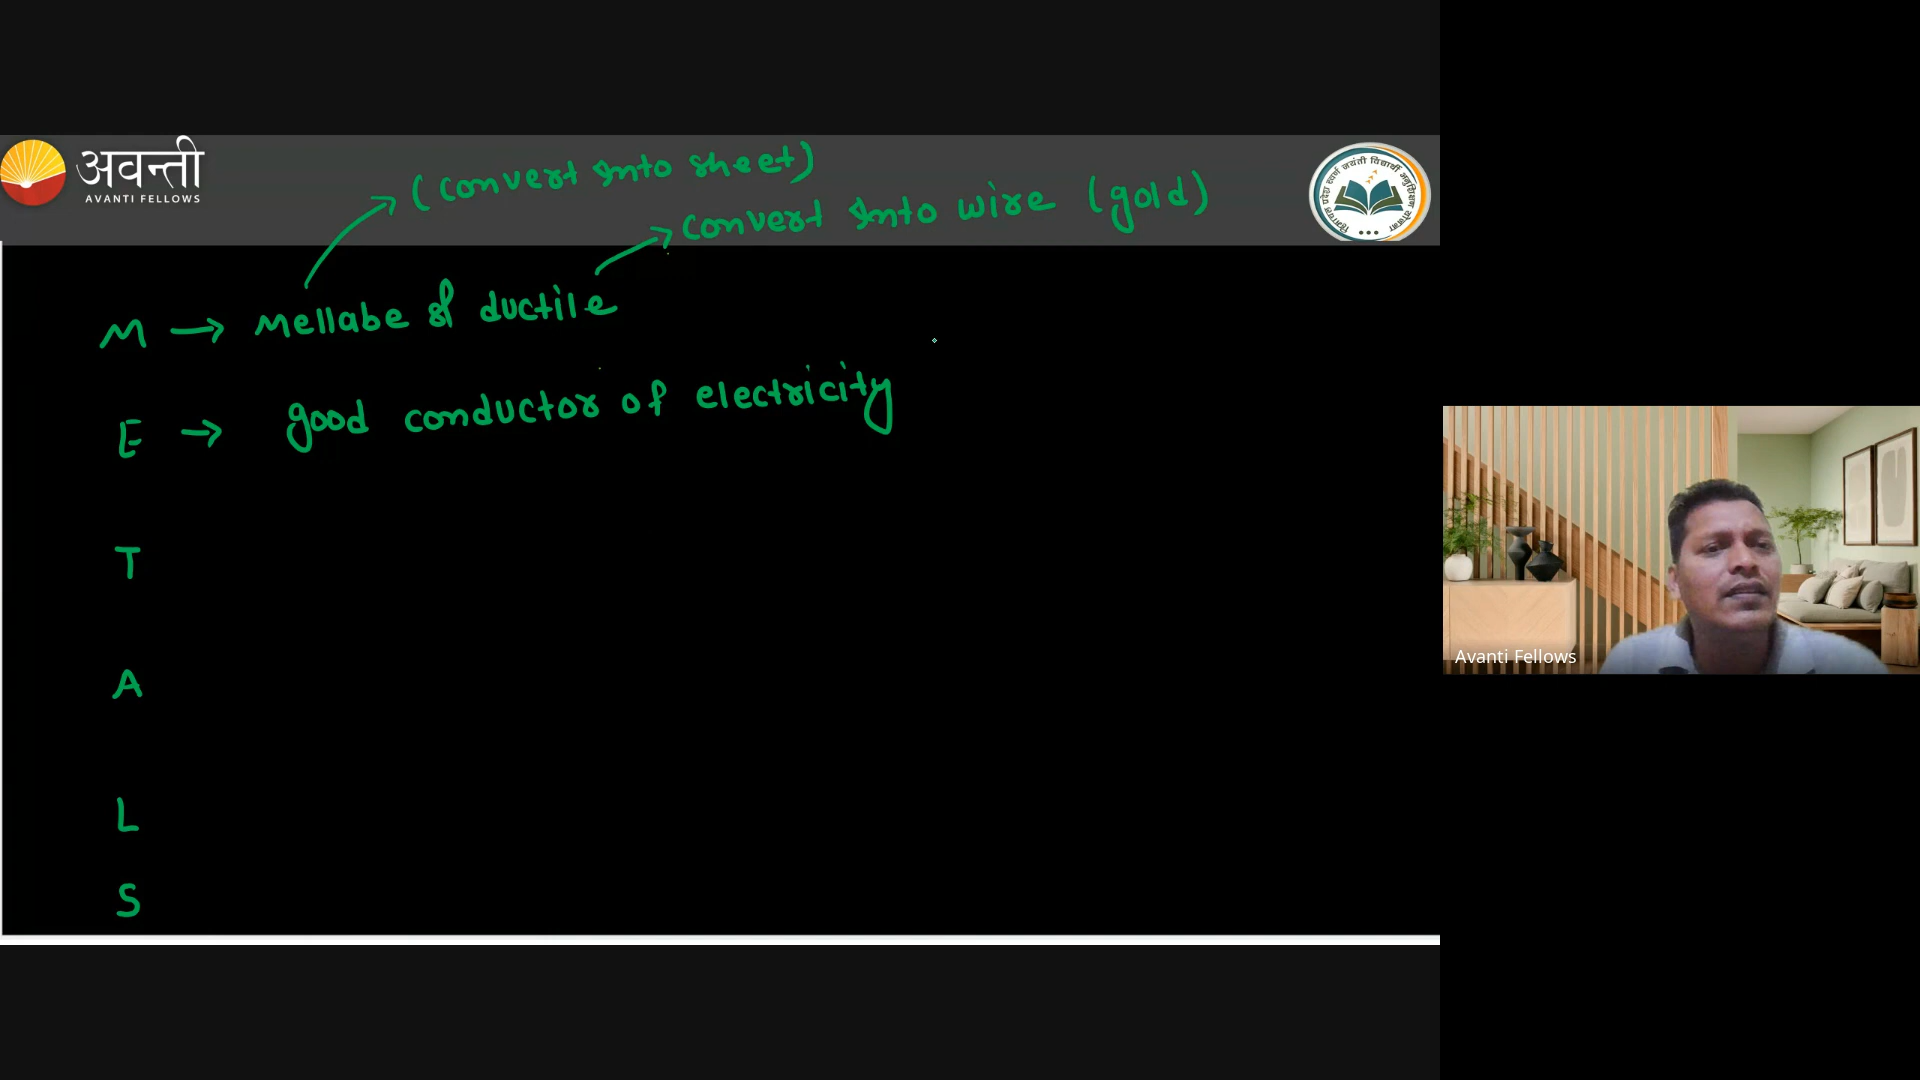 अवन्ती
AVANTI FELLOWS
(convert into sheet)
convert into wire (gold)
M → Mellabe & ductile
E → good conductor of electricity
T
A
L
S
Avanti Fellows